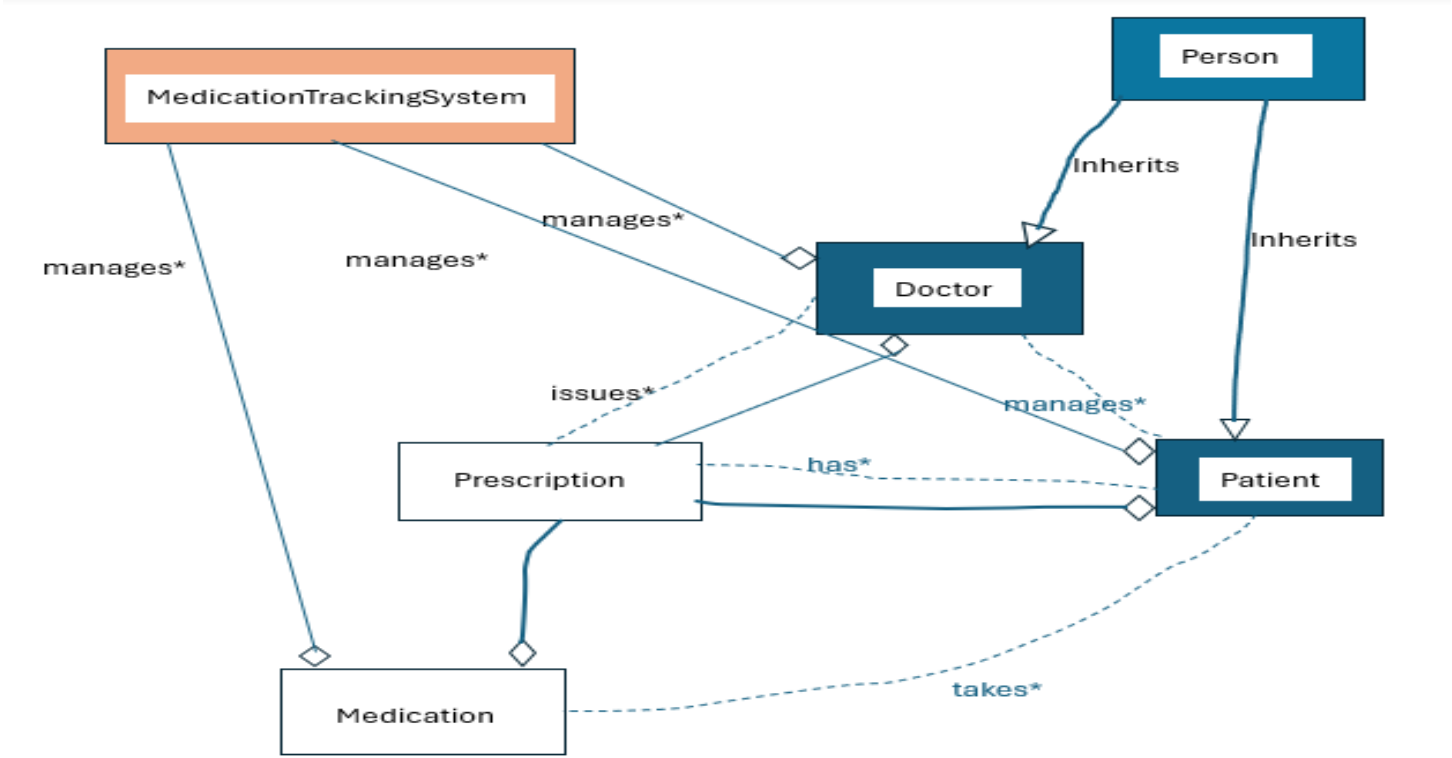 Person
MedicationTrackingSystem
Inherits
manages*
Inherits
manages*
manages*
Doctor
issues*
manages*
has*
Prescription
Patient
takes*
Medication